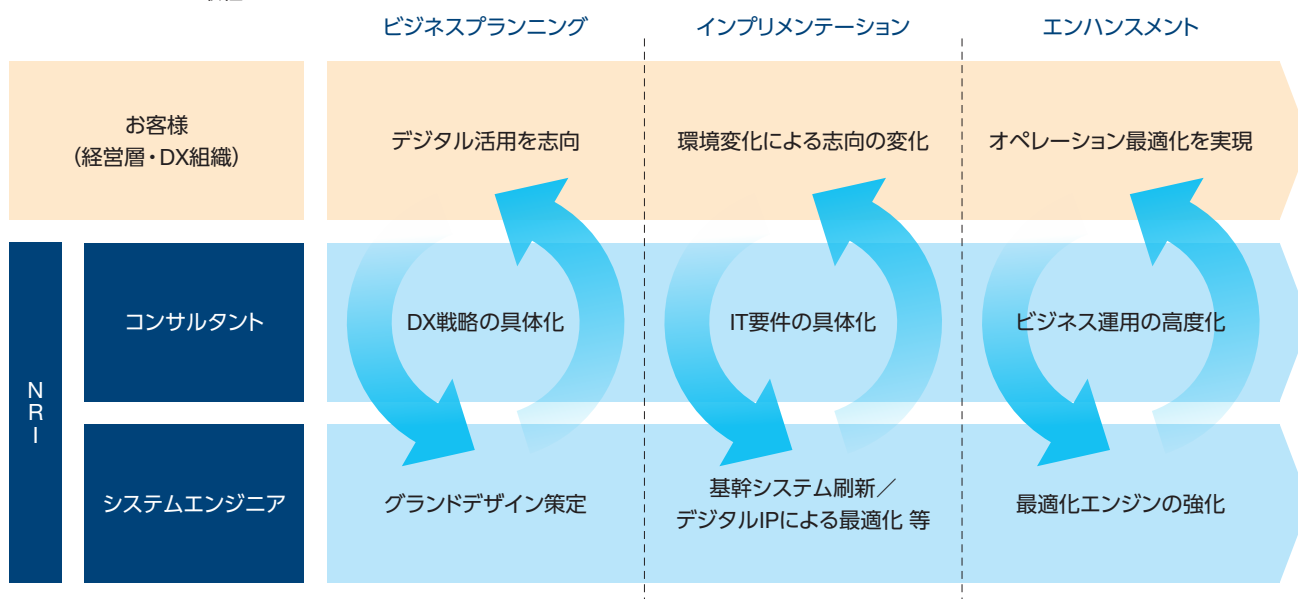 ビジネスプランニング
インプリメンテーション
エンハンスメント
お客様
（経営層・DX組織）
デジタル活用を志向
環境変化による志向の変化
オペレーション最適化を実現
NRI
コンサルタント
DX戦略の具体化
IT要件の具体化
ビジネス運用の高度化
システムエンジニア
グランドデザイン策定
基幹システム刷新／
デジタルIPによる最適化 等
最適化エンジンの強化